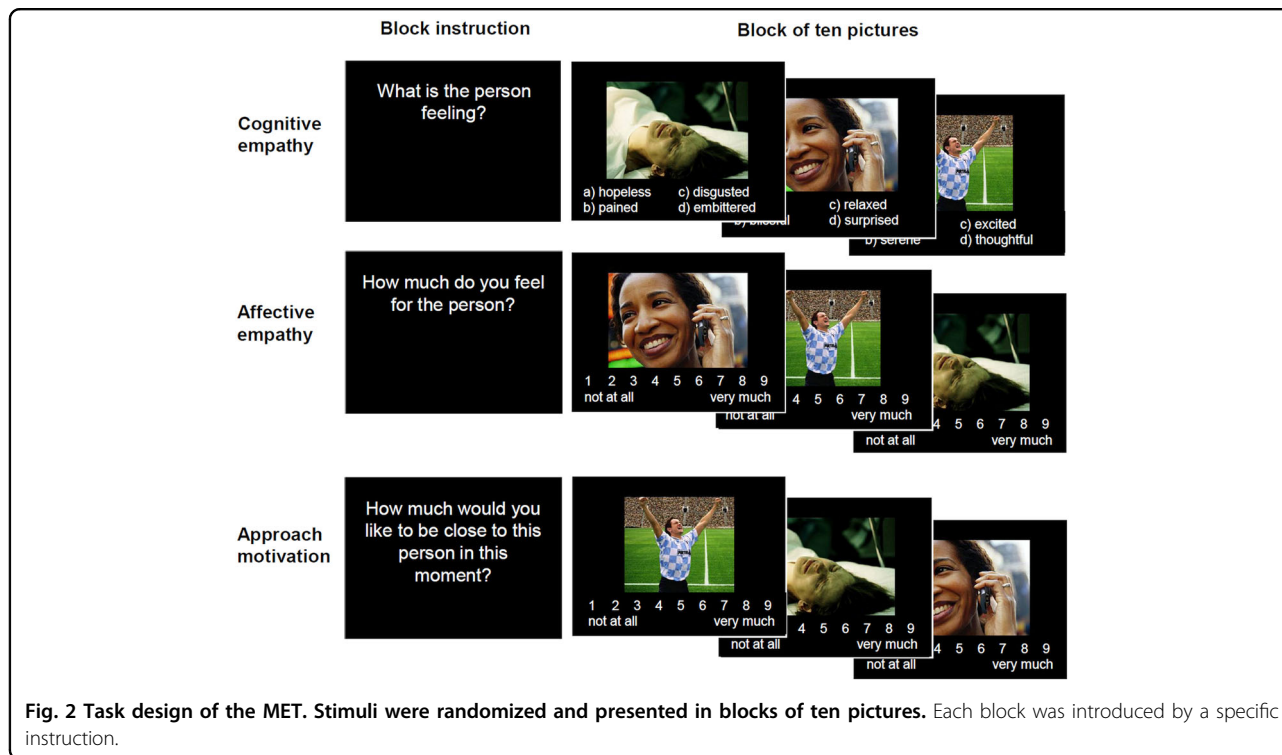 Block instruction
Block of ten pictures
Cognitive
empathy
What is the person
feeling?
a) hopeless c) disgusted
b) pained d) embittered
c) relaxed
d) surprised
c) excited
b) serene d) thoughtful
Affective
empathy
How much do you feel
for the person?
1 2 3 4 5 6 7 8 9
not at all very much
4 5 6 7 8 9
not at all very much
4 5 6 7 8 9
not at all very much
Approach
motivation
How much would you
like to be close to this
person in this
moment?
1 2 3 4 5 6 7 8 9
not at all very much
4 5 6 7 8 9
not at all very much
4 5 6 7 8 9
not at all very much
Fig. 2 Task design of the MET. Stimuli were randomized and presented in blocks of ten pictures. Each block was introduced by a specific
instruction.